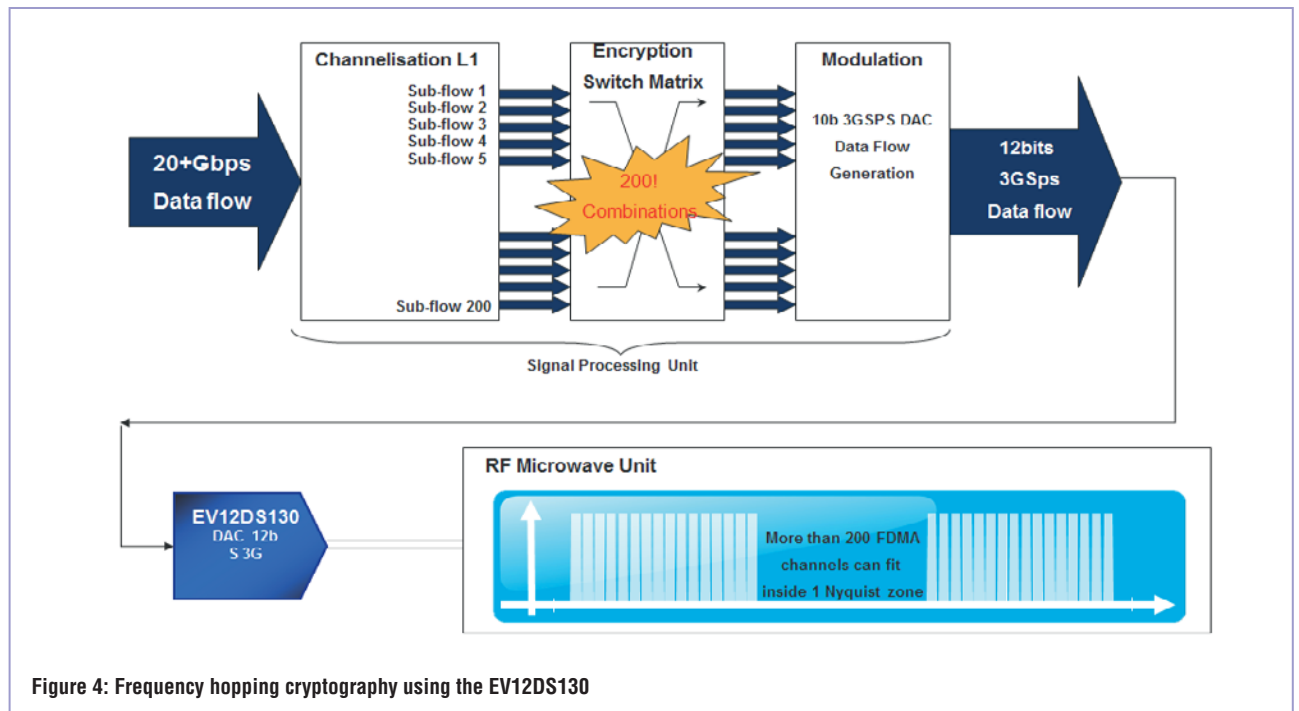 Channelisation L1
Sub-flow 1
Sub-flow 2
Sub-flow 3
Sub-flow 4
Sub-flow 5
Sub-flow 200
Encryption
Switch Matrix
200!
Combinations
Modulation
10b 3GSPS DAC
Data Flow
Generation
20+Gbps
Data flow
12bits
3GSps
Data flow
Signal Processing Unit
RF Microwave Unit
EV12DS130
DAC 12b
S 3G
More than 200 FDMA
channels can fit
inside 1 Nyquist zone
Figure 4: Frequency hopping cryptography using the EV12DS130